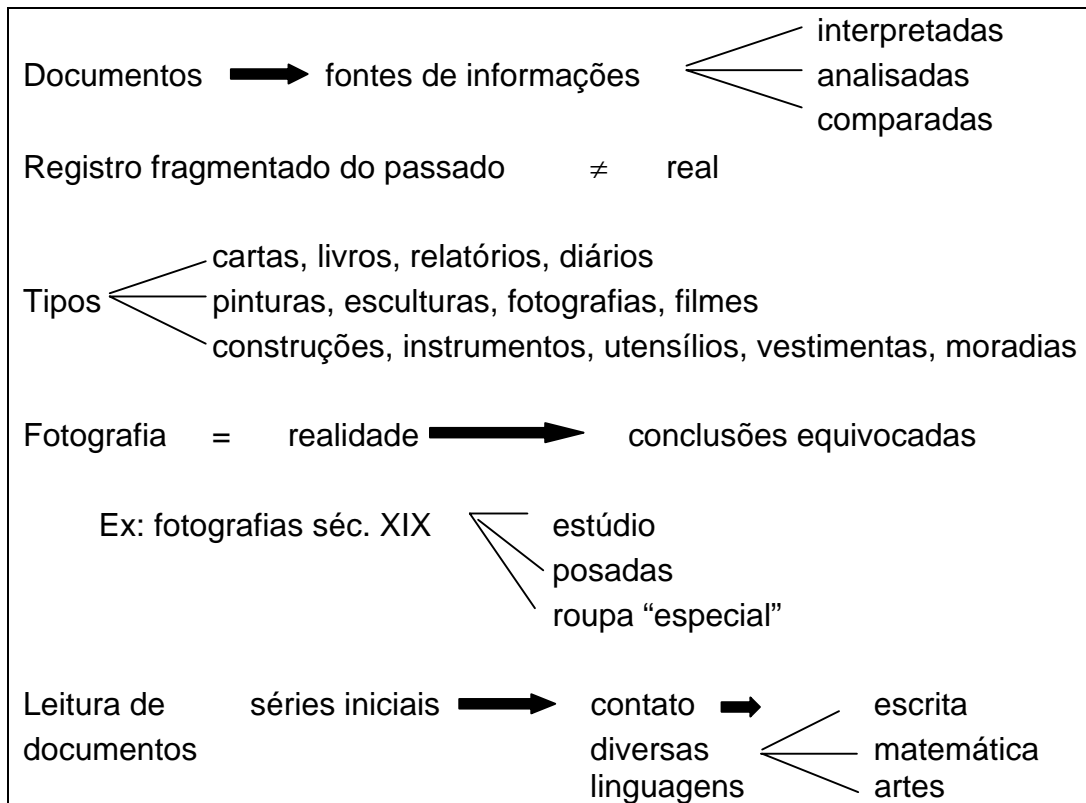 interpretadas
Documentos fontes de informações analisadas
comparadas
Registro fragmentado do passado ≠ real
cartas, livros, relatórios, diários
Tipos pinturas, esculturas, fotografias, filmes
construções, instrumentos, utensílios, vestimentas, moradias
Fotografia = realidade conclusões equivocadas
Ex: fotografias séc. XIX estúdio
posadas
roupa “especial”
Leitura de séries iniciais contato escrita
documentos diversas matemática
linguagens artes